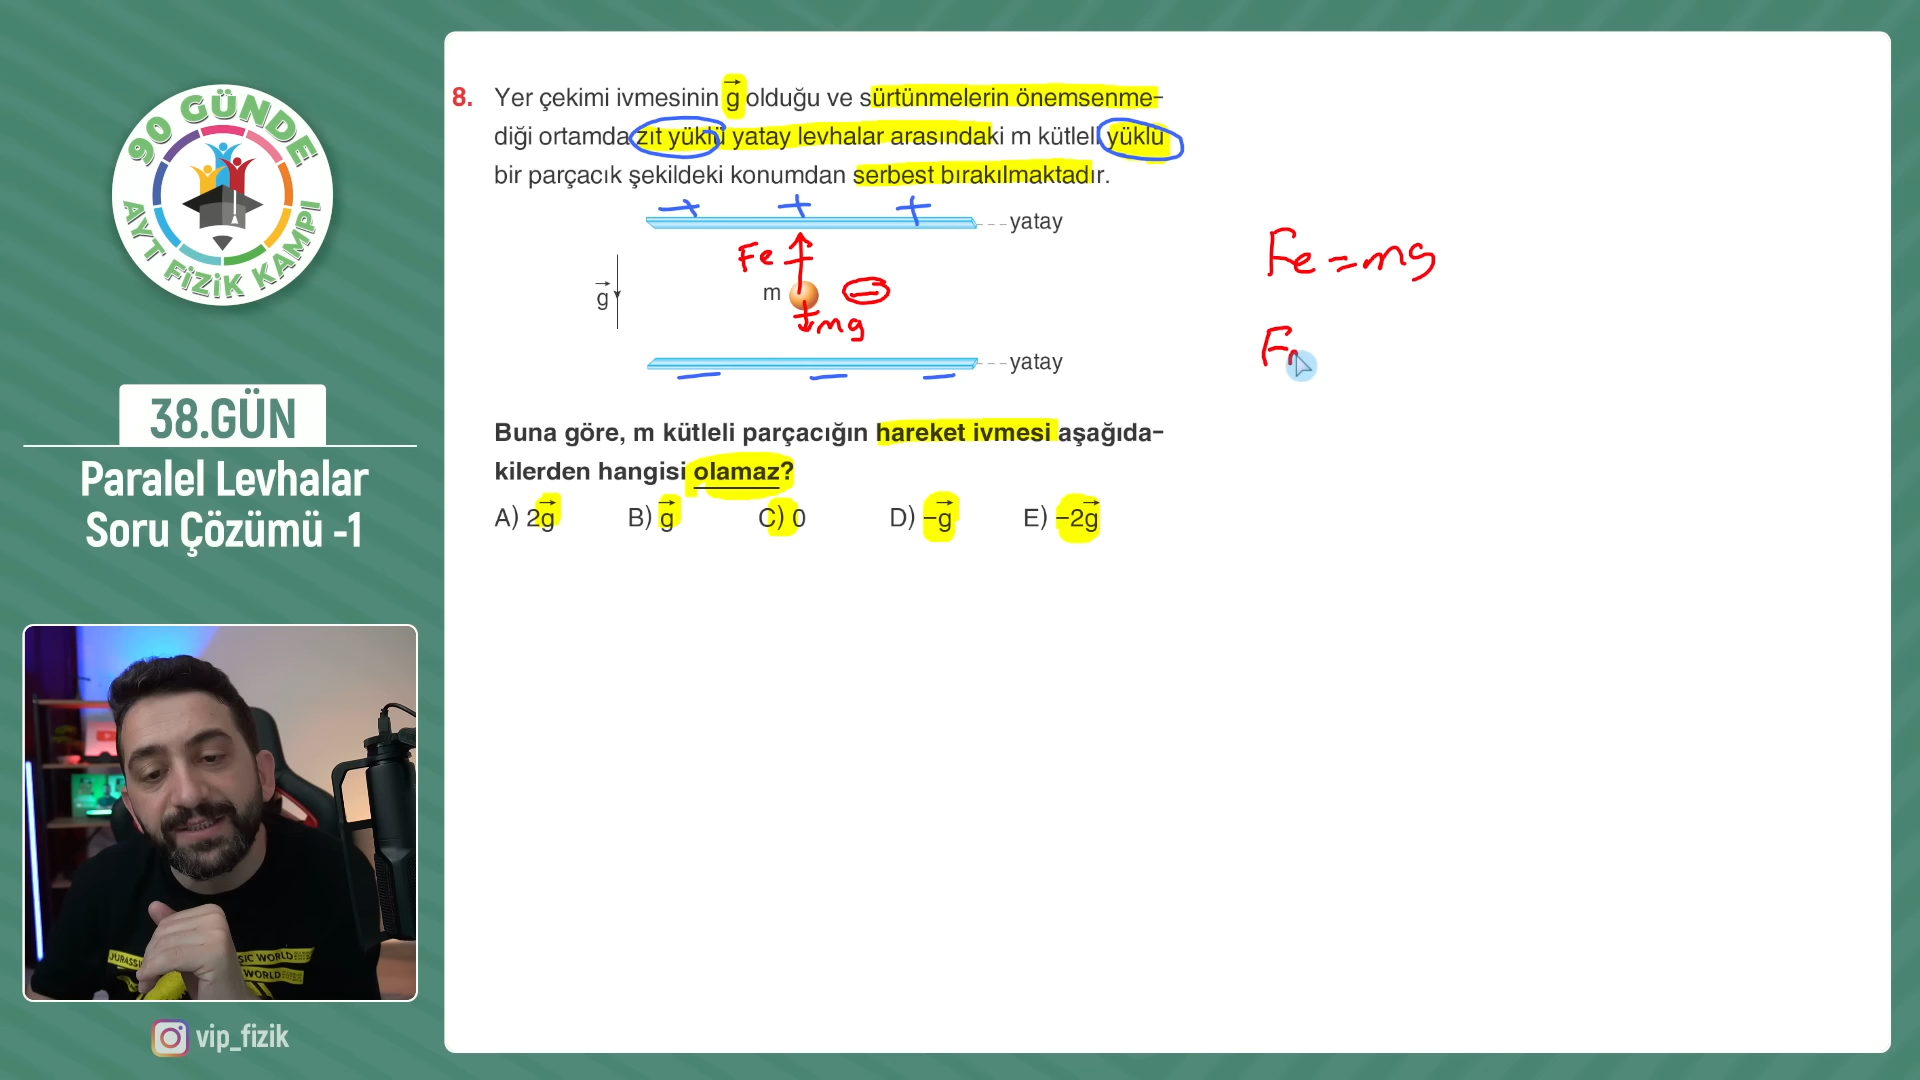 90 GÜNDE
AYT FİZİK KAMPI
38.GÜN
Paralel Levhalar
Soru Çözümü -1
vip_fizik
8. Yer çekimi ivmesinin g⃗ olduğu ve sürtünmelerin önemsenme-
diği ortamda zıt yüklü yatay levhalar arasındaki m kütleli yüklü
bir parçacık şekildeki konumdan serbest bırakılmaktadır.
+ + +
yatay
Fe
m −
g⃗
mg
yatay
− − −
Fe = mg
F
Buna göre, m kütleli parçacığın hareket ivmesi aşağıda-
kilerden hangisi olamaz?
A) 2g⃗ B) g⃗ C) 0 D) −g⃗ E) −2g⃗